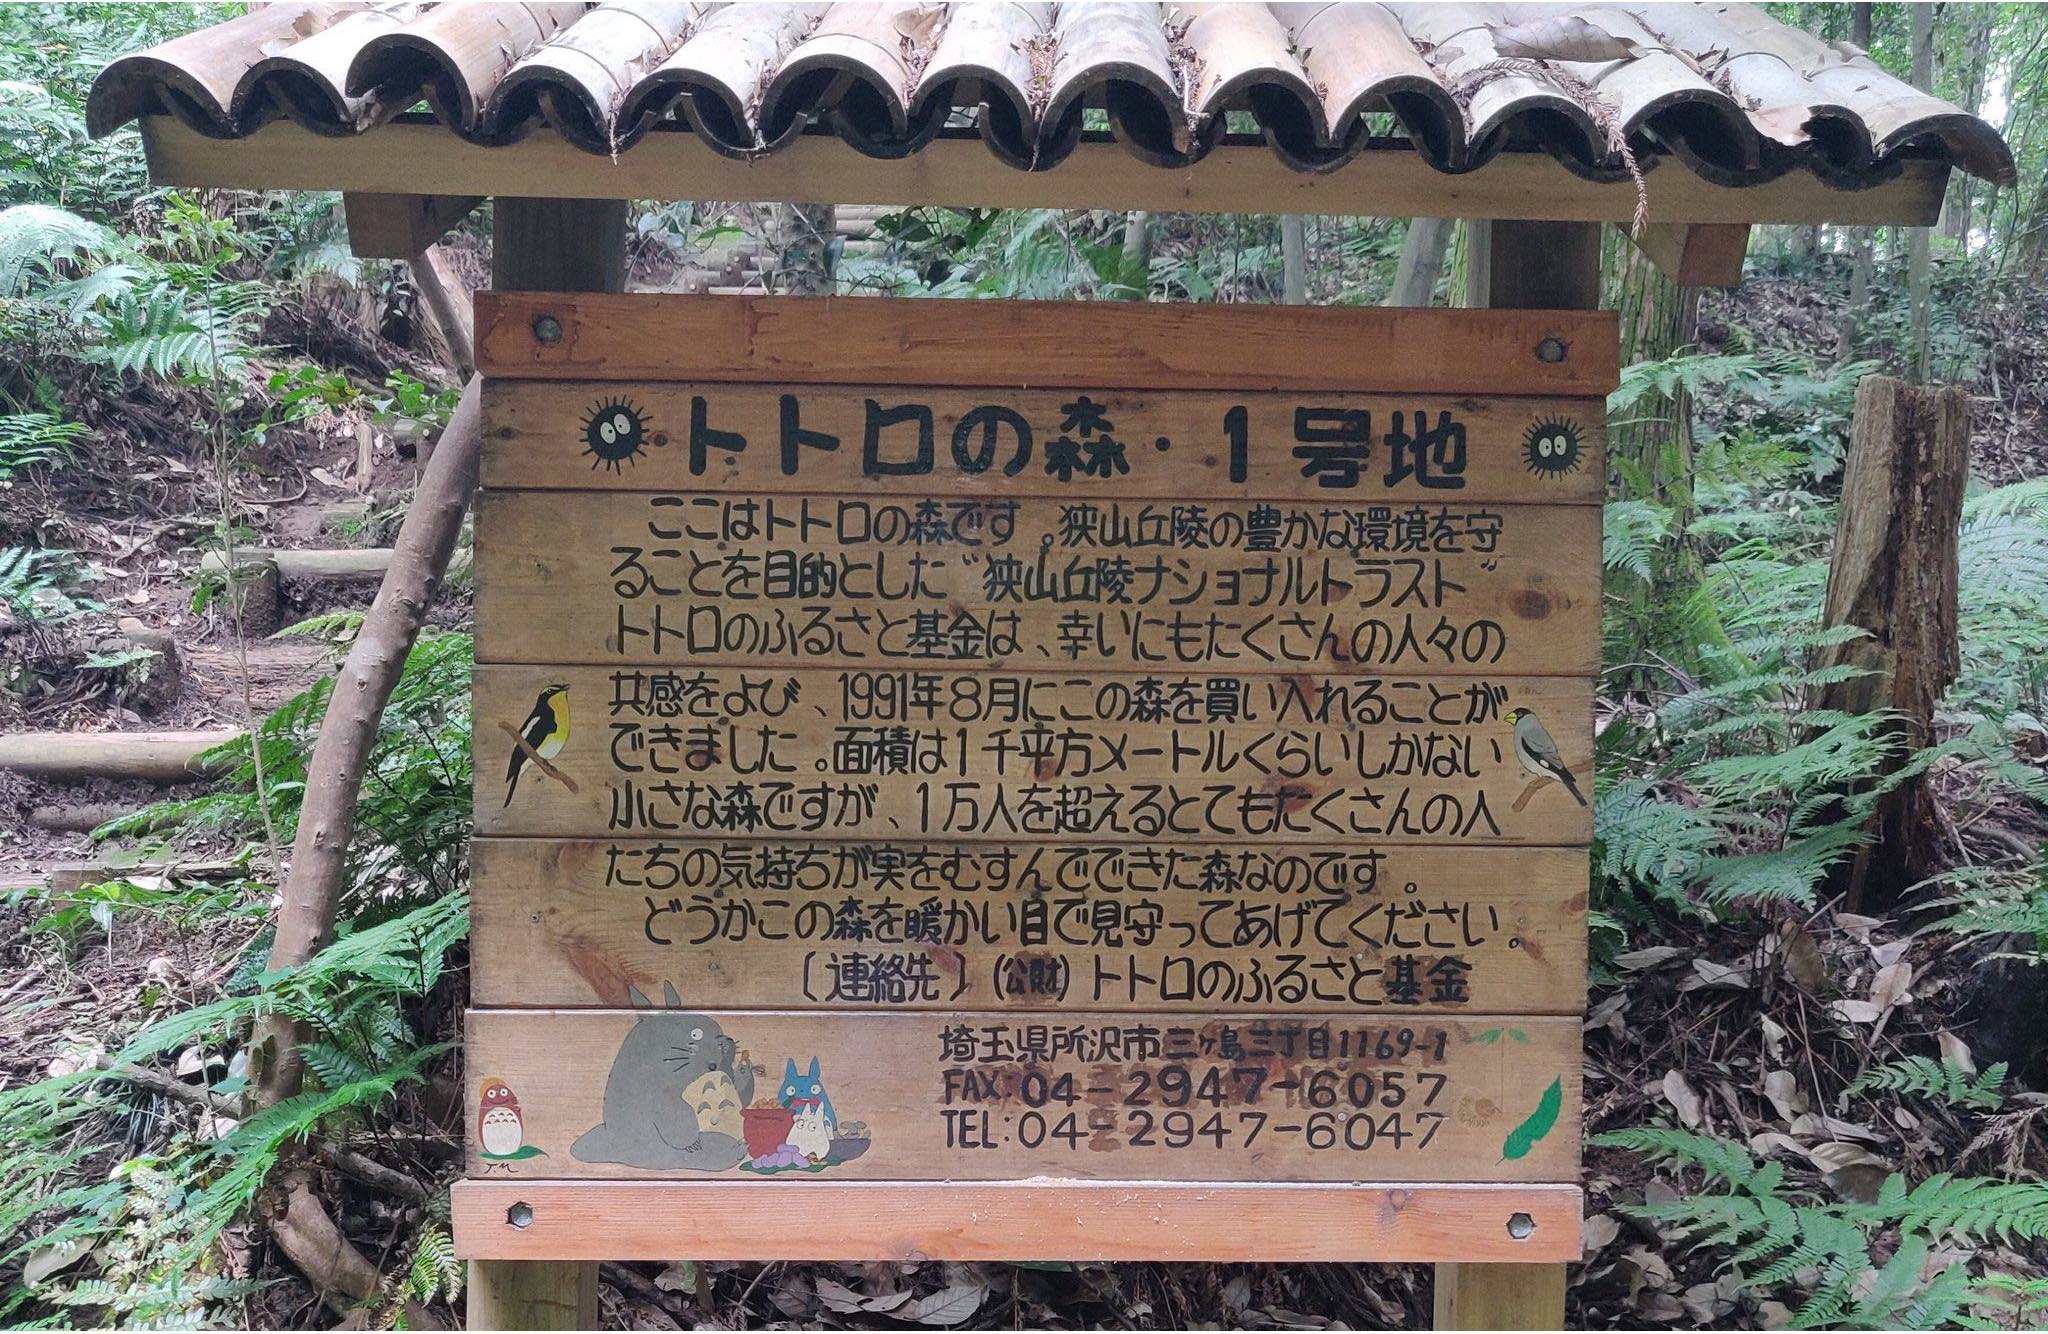 トトロの森・1号地
ここはトトロの森です。狭山丘陵の豊かな環境を守
ることを目的とした“狭山丘陵ナショナルトラスト”
トトロのふるさと基金は、幸いにもたくさんの人々の
共感をよび、1991年8月にこの森を買い入れることが
できました。面積は1千平方メートルくらいしかない
小さな森ですが、1万人を超えるとてもたくさんの人
たちの気持ちが実をむすんでできた森なのです。
どうかこの森を暖かい目で見守ってあげてください。
〔連絡先〕(公財)トトロのふるさと基金
埼玉県所沢市三ケ島三丁目1169-1
FAX:04-2947-6057
TEL:04-2947-6047
J.M